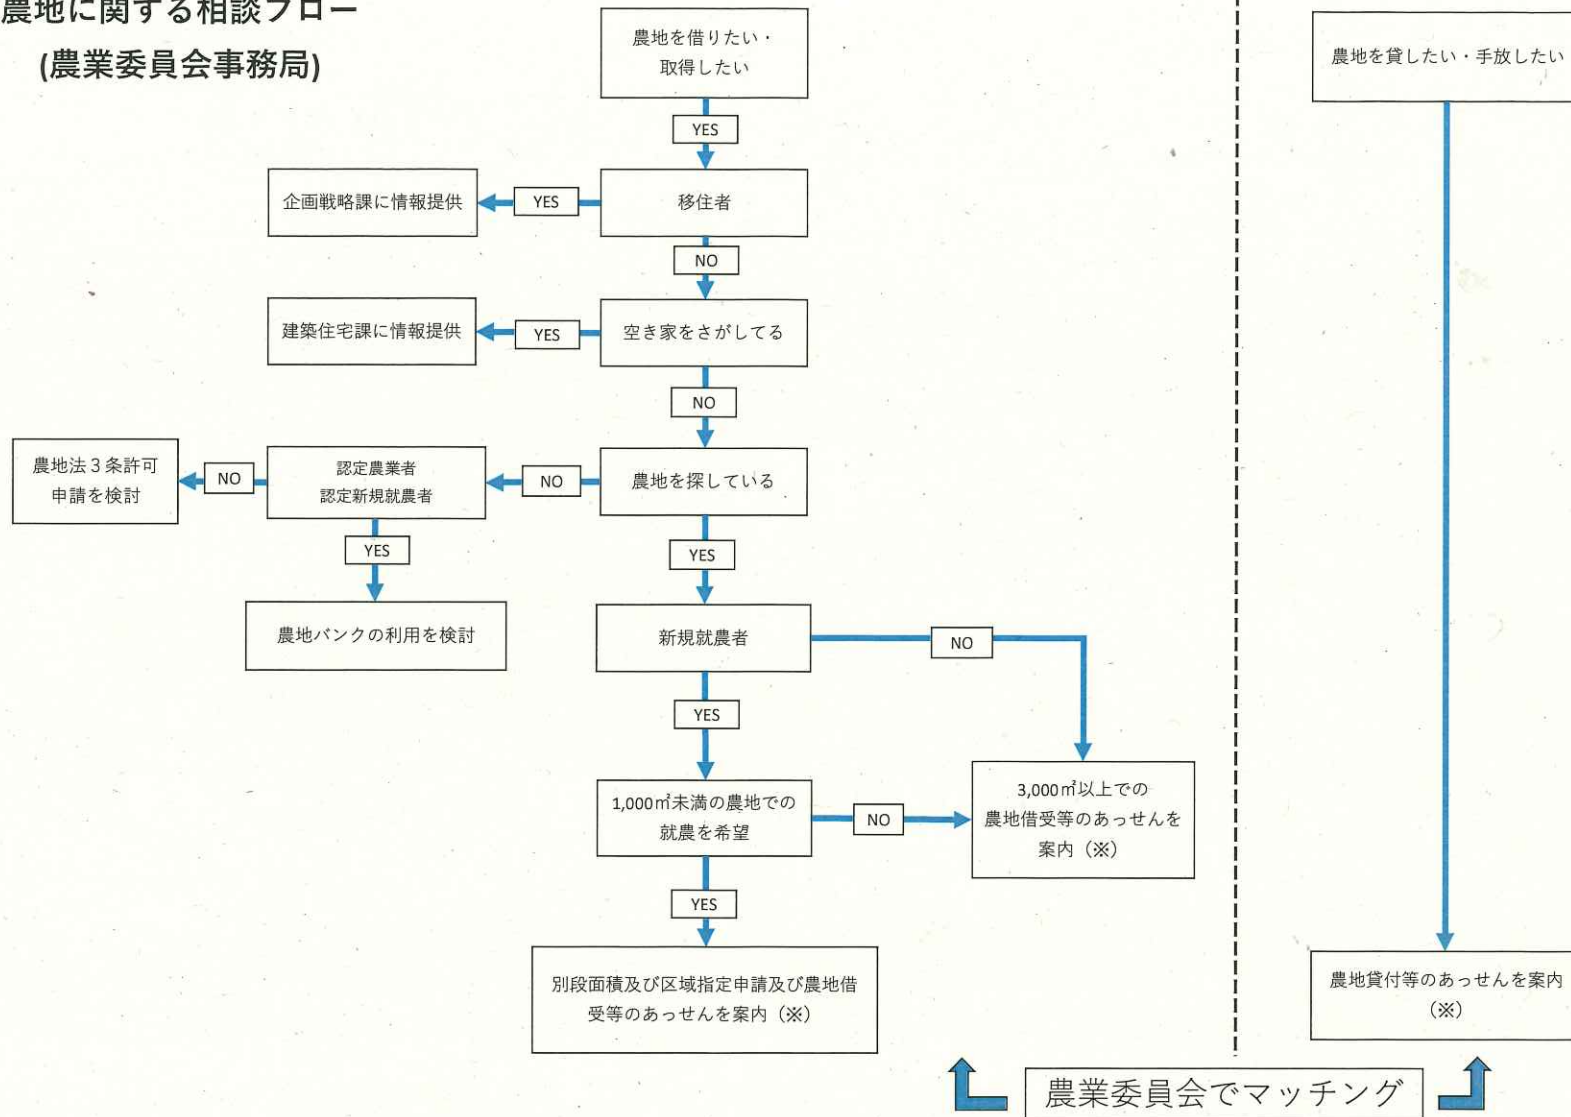 農地に関する相談フロー
(農業委員会事務局)
農地を借りたい・
取得したい
YES
移住者
YES
企画戦略課に情報提供
NO
空き家をさがしてる
YES
建築住宅課に情報提供
NO
農地を探している
NO
認定農業者
認定新規就農者
NO
農地法3条許可
申請を検討
YES
農地バンクの利用を検討
YES
新規就農者
NO
YES
1,000㎡未満の農地での
就農を希望
NO
3,000㎡以上での
農地借受等のあっせんを
案内（※）
YES
別段面積及び区域指定申請及び農地借
受等のあっせんを案内（※）
農地を貸したい・手放したい
農地貸付等のあっせんを案内
（※）
農業委員会でマッチング